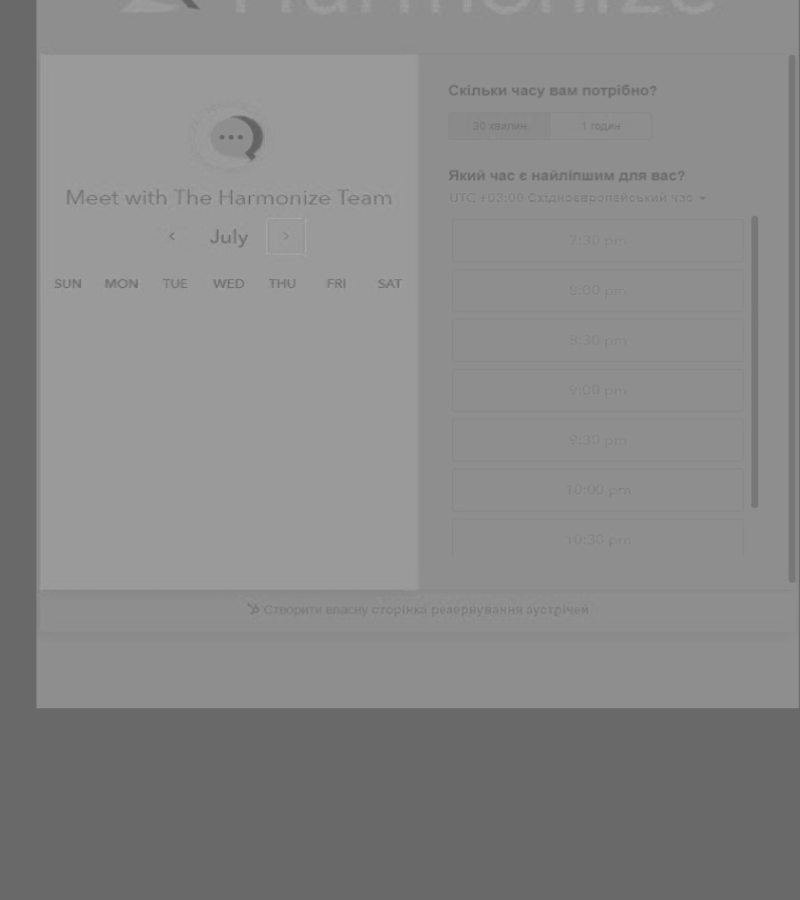 Harmonize
Meet with The Harmonize Team
July
SUN MON TUE WED THU FRI SAT
Скільки часу вам потрібно?
30 хвилин 1 годин
Який час є найліпшим для вас?
UTC +02:00 Східноєвропейський час
7:30 pm
8:00 pm
8:30 pm
9:00 pm
9:30 pm
10:00 pm
10:30 pm
Створити власну сторінка резервування зустрічей